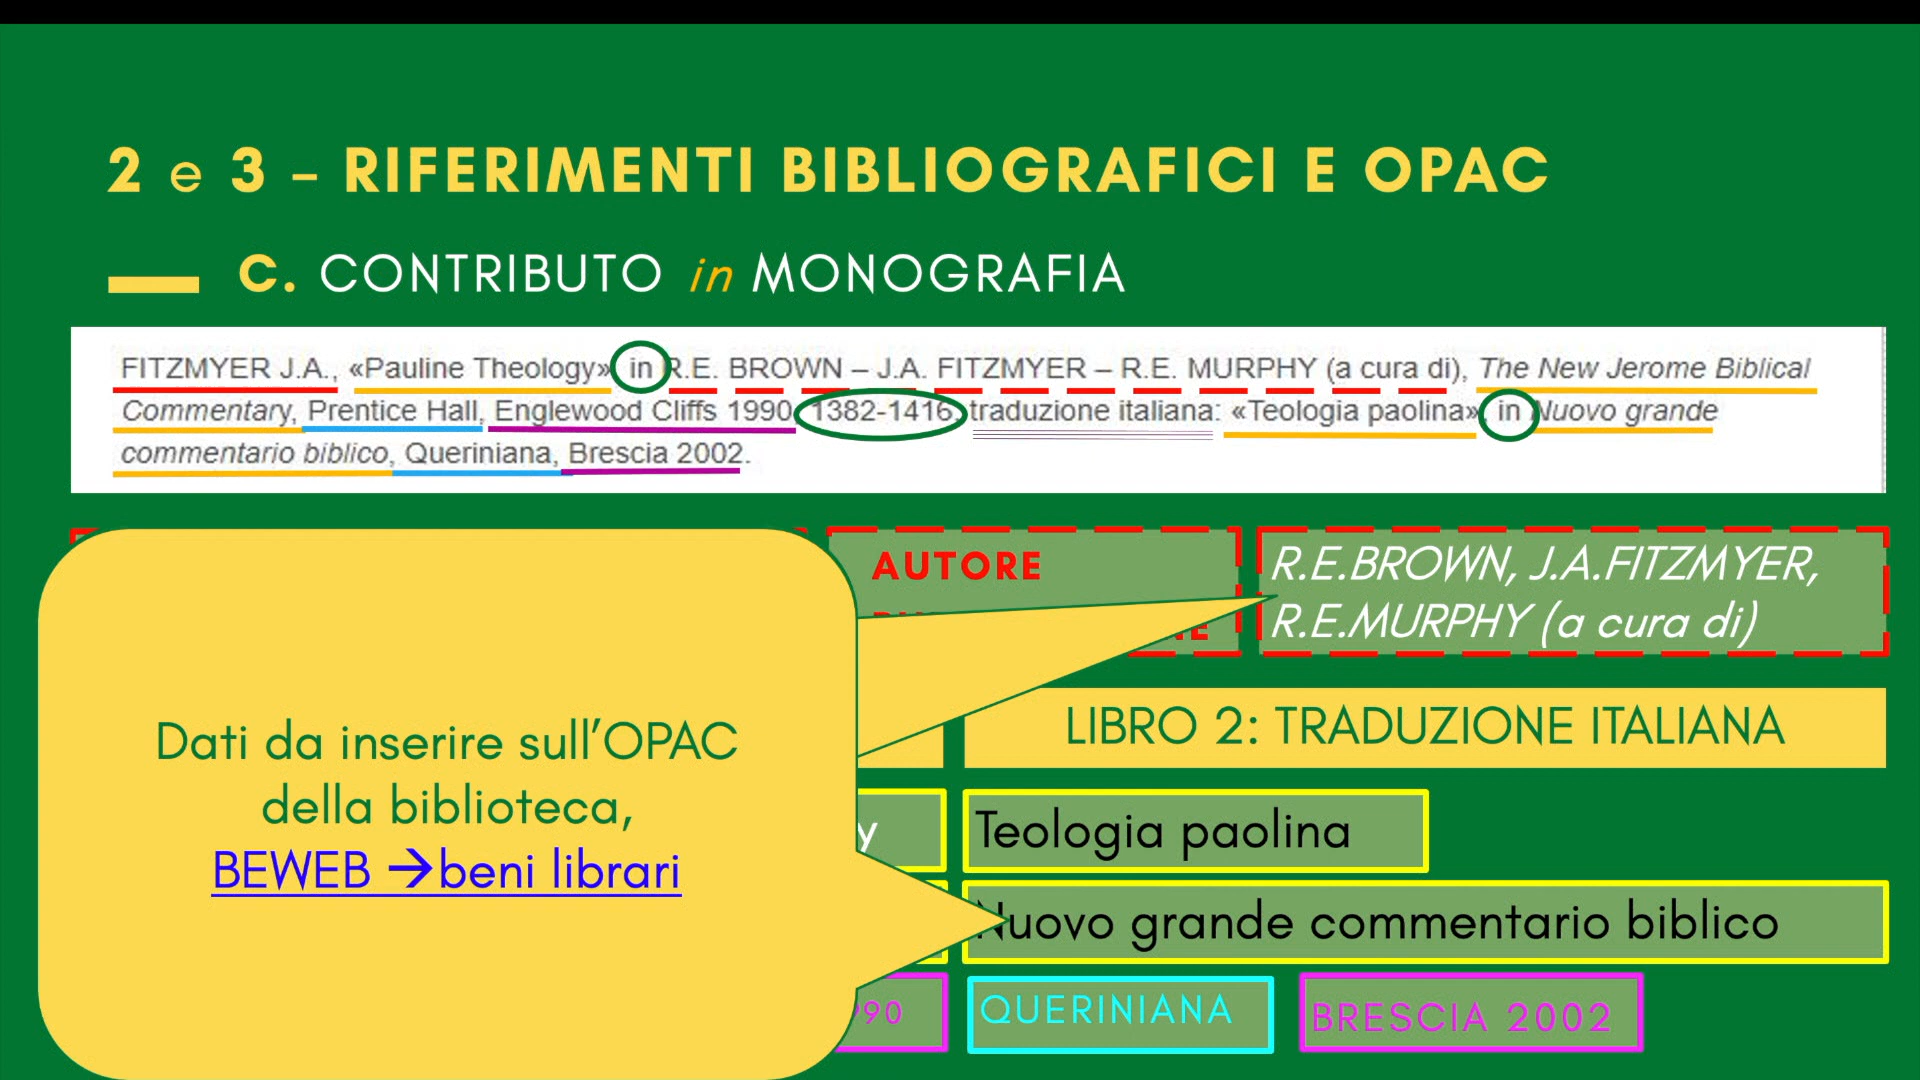 2 e 3 – RIFERIMENTI BIBLIOGRAFICI E OPAC
C. CONTRIBUTO in MONOGRAFIA
FITZMYER J.A., «Pauline Theology» in R.E. BROWN – J.A. FITZMYER – R.E. MURPHY (a cura di), The New Jerome Biblical
Commentary, Prentice Hall, Englewood Cliffs 1990, 1382-1416, traduzione italiana: «Teologia paolina», in Nuovo grande
commentario biblico, Queriniana, Brescia 2002.
AUTORE
R.E.BROWN, J.A.FITZMYER,
R.E.MURPHY (a cura di)
Dati da inserire sull'OPAC
della biblioteca,
BEWEB →beni librari
LIBRO 2: TRADUZIONE ITALIANA
Teologia paolina
Nuovo grande commentario biblico
QUERINIANA
BRESCIA 2002